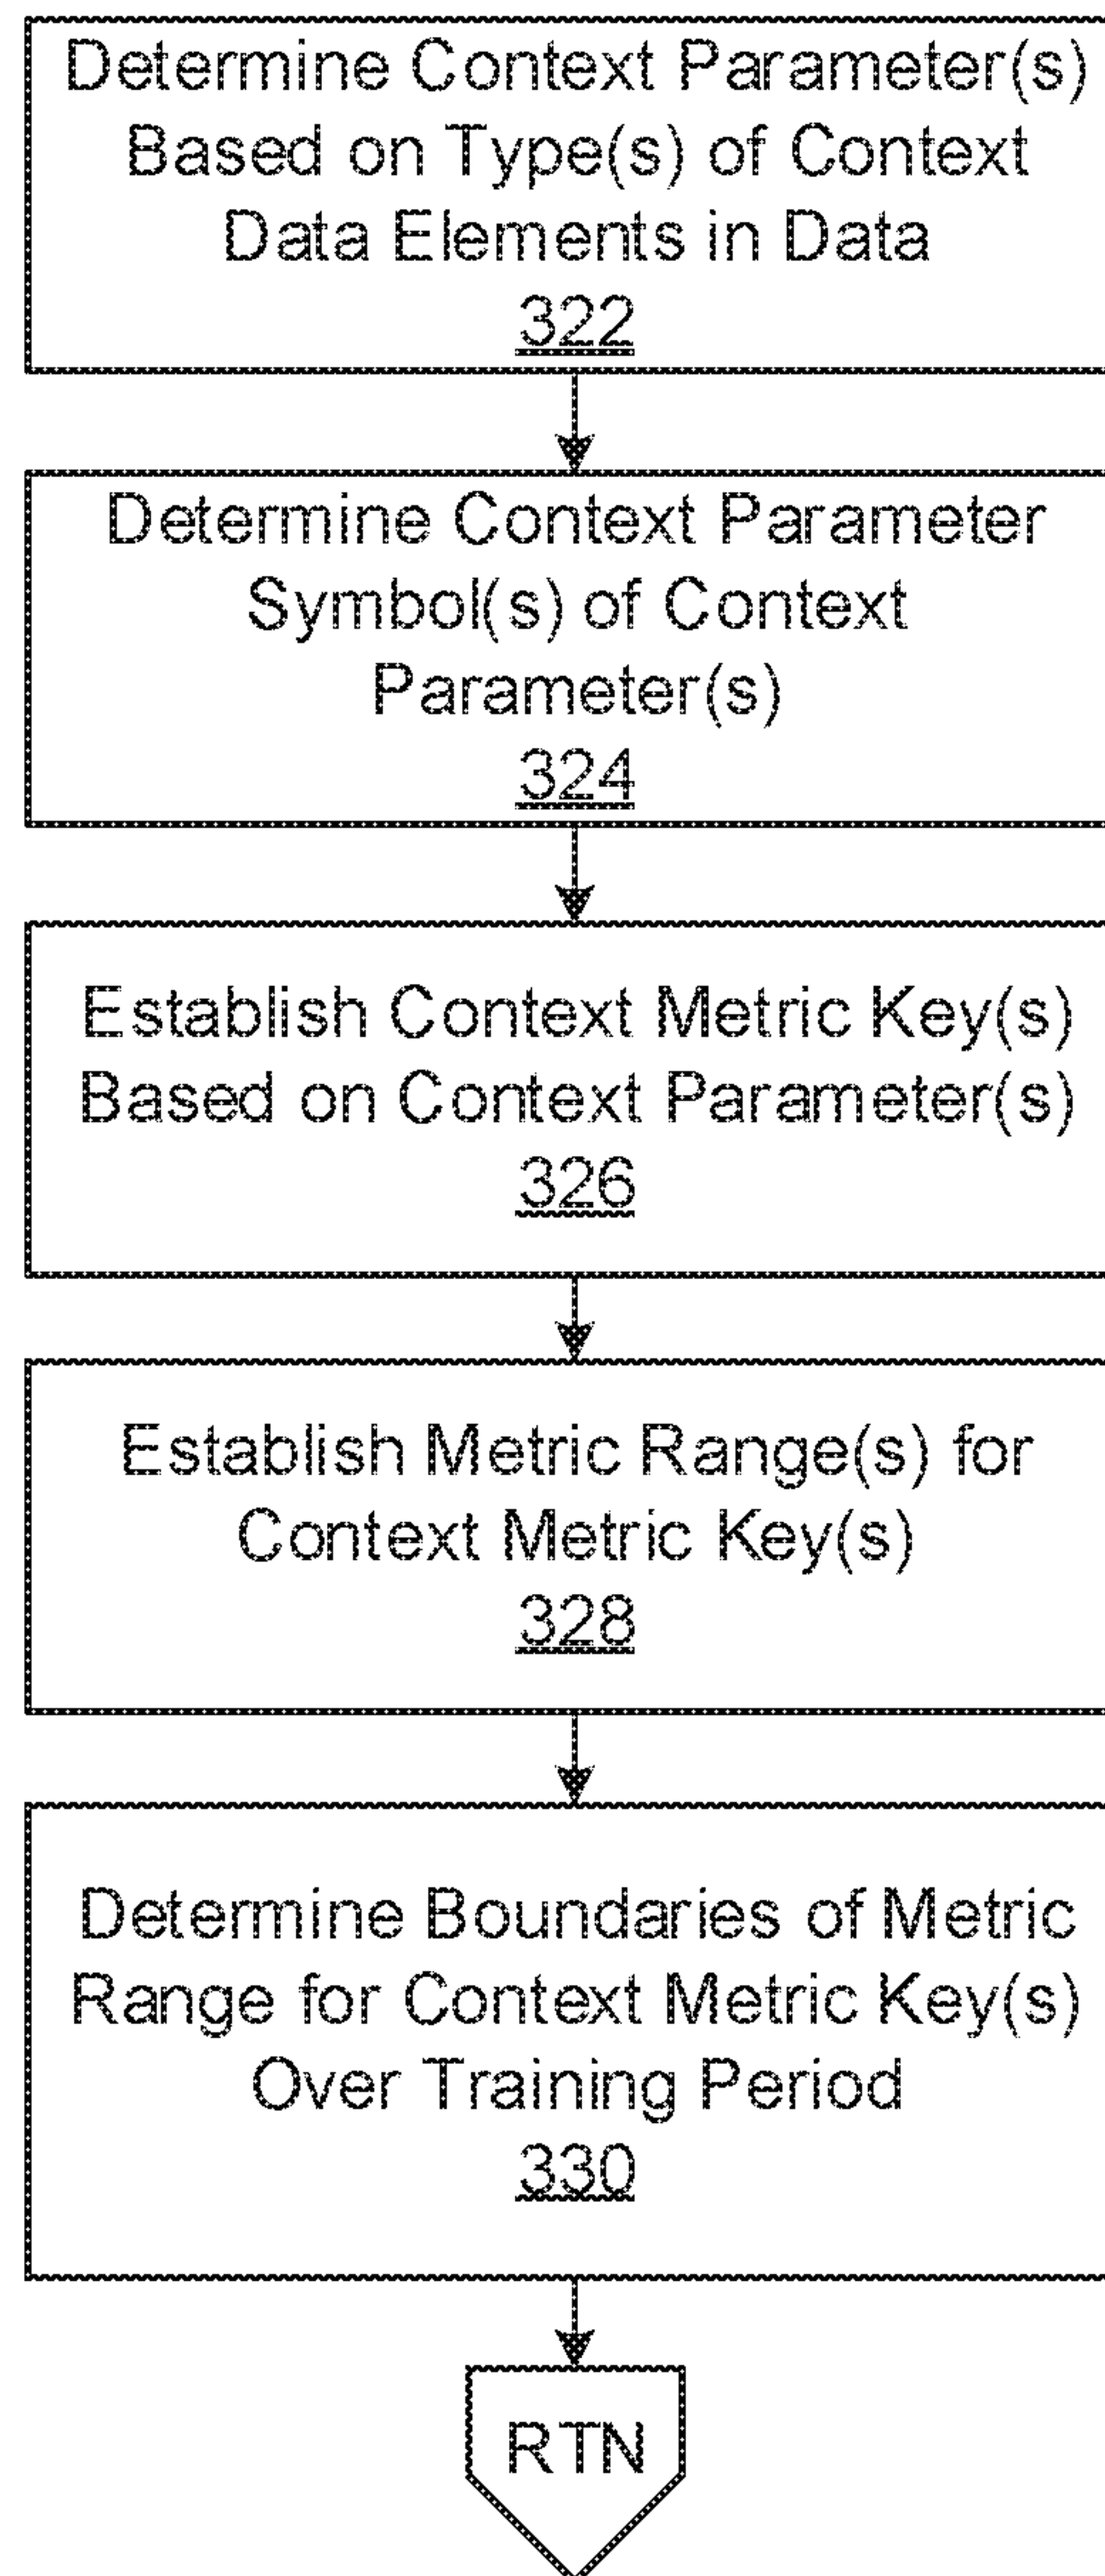 Determine Context Parameter(s)
Based on Type(s) of Context
Data Elements in Data
322
Determine Context Parameter
Symbol(s) of Context
Parameter(s)
324
Establish Context Metric Key(s)
Based on Context Parameter(s)
326
Establish Metric Range(s) for
Context Metric Key(s)
328
Determine Boundaries of Metric
Range for Context Metric Key(s)
Over Training Period
330
RTN